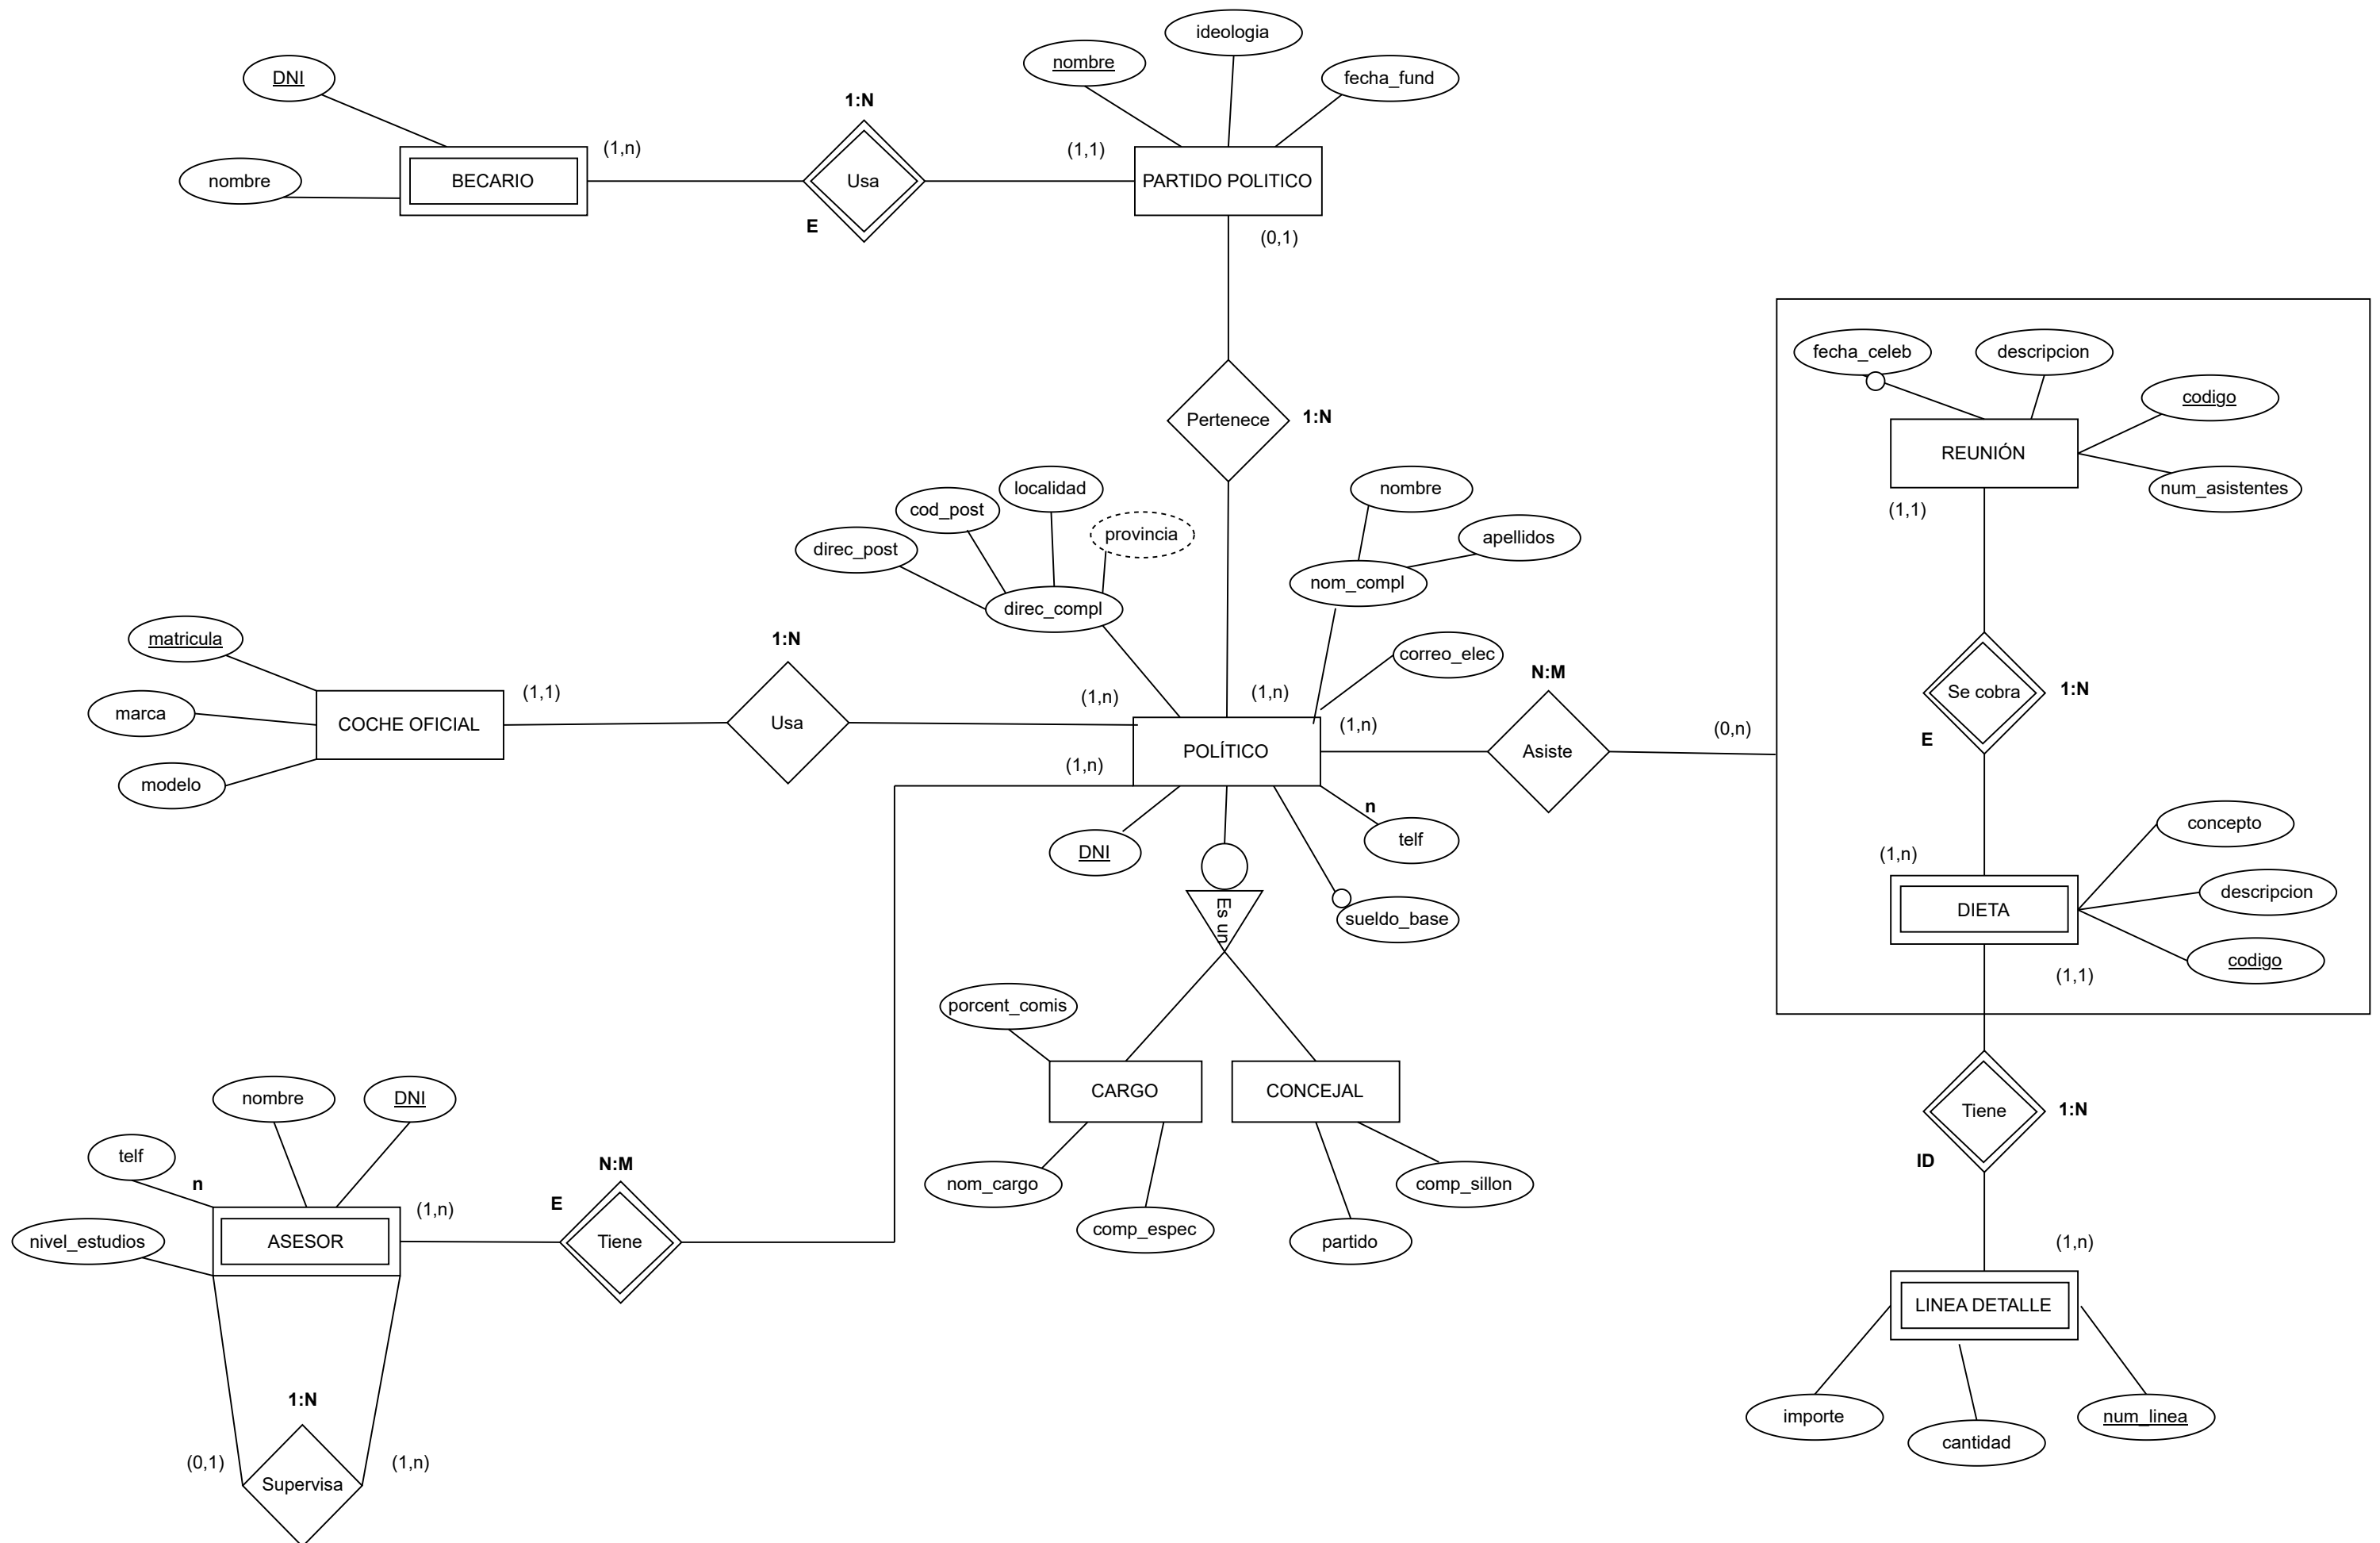 ideologia
nombre
fecha_fund
DNI
1:N
(1,n)
(1,1)
nombre
BECARIO
Usa
PARTIDO POLITICO
E
(0,1)
fecha_celeb
descripcion
codigo
Pertenece
1:N
REUNIÓN
localidad
nombre
num_asistentes
cod_post
(1,1)
provincia
apellidos
direc_post
nom_compl
direc_compl
matricula
1:N
correo_elec
N:M
(1,1)
(1,n)
(1,n)
Se cobra
1:N
marca
COCHE OFICIAL
Usa
(1,n)
(0,n)
E
POLÍTICO
Asiste
(1,n)
modelo
n
concepto
DNI
telf
(1,n)
descripcion
Es un
sueldo_base
DIETA
codigo
(1,1)
porcent_comis
CARGO
CONCEJAL
nombre
DNI
Tiene
1:N
telf
N:M
ID
n
nom_cargo
comp_sillon
E
(1,n)
comp_espec
nivel_estudios
ASESOR
Tiene
partido
(1,n)
LINEA DETALLE
1:N
importe
num_linea
cantidad
(0,1)
(1,n)
Supervisa